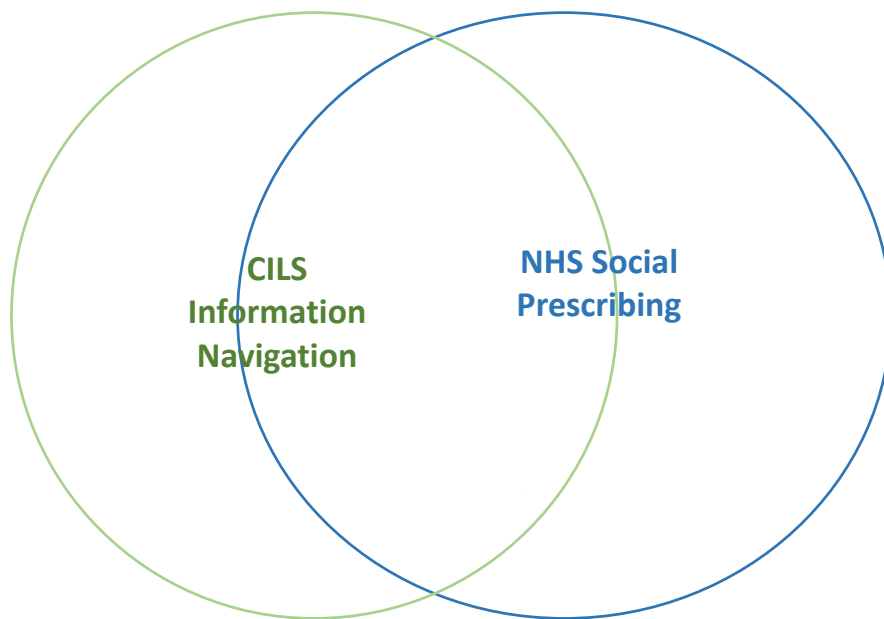 CILS
Information
Navigation
NHS Social
Prescribing